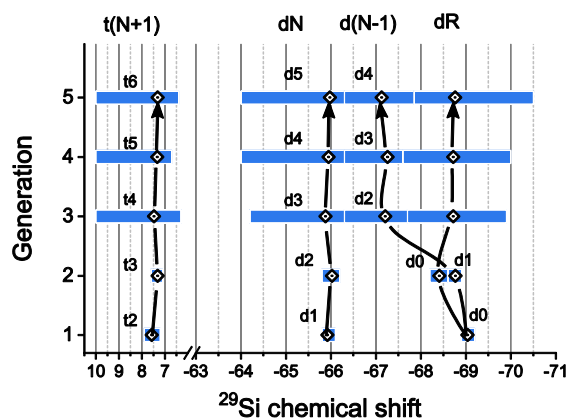 t(N+1) dN d(N-1) dR
5 t6 d5 d4
4 t5 d4 d3
3 t4 d3 d2
2 t3 d2 d0 d1
1 t2 d1 d0
Generation
10 9 8 7 -63 -64 -65 -66 -67 -68 -69 -70 -71
²⁹Si chemical shift